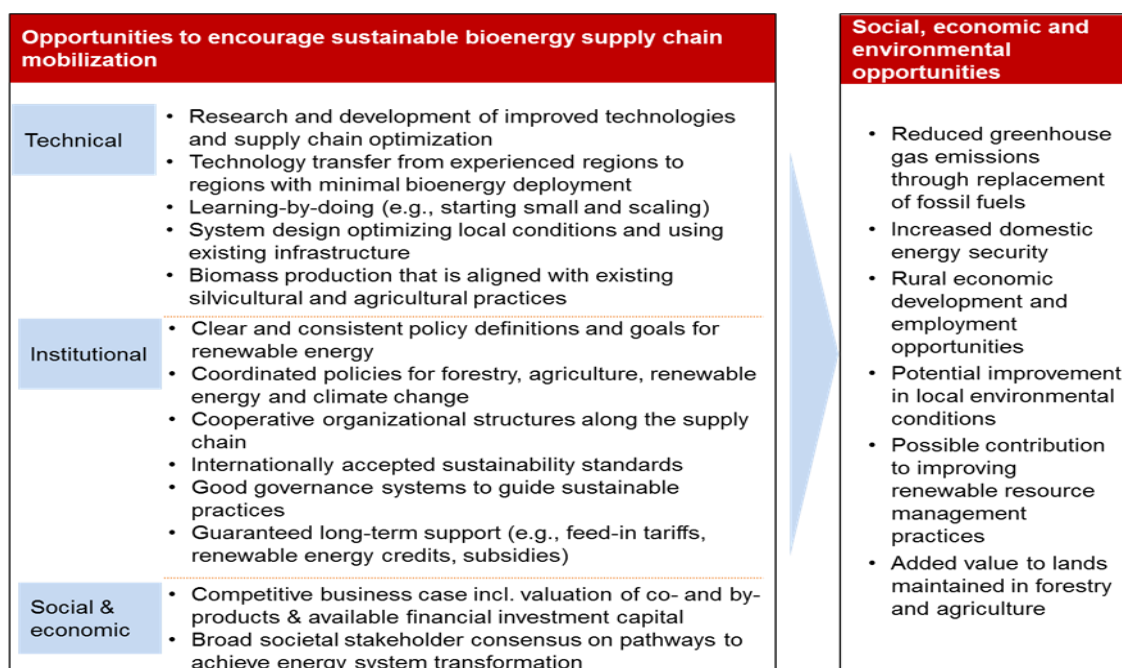 Opportunities to encourage sustainable bioenergy supply chain
mobilization
Technical
• Research and development of improved technologies
and supply chain optimization
• Technology transfer from experienced regions to
regions with minimal bioenergy deployment
• Learning-by-doing (e.g., starting small and scaling)
• System design optimizing local conditions and using
existing infrastructure
• Biomass production that is aligned with existing
silvicultural and agricultural practices
Institutional
• Clear and consistent policy definitions and goals for
renewable energy
• Coordinated policies for forestry, agriculture, renewable
energy and climate change
• Cooperative organizational structures along the supply
chain
• Internationally accepted sustainability standards
• Good governance systems to guide sustainable
practices
• Guaranteed long-term support (e.g., feed-in tariffs,
renewable energy credits, subsidies)
Social &
economic
• Competitive business case incl. valuation of co- and by-
products & available financial investment capital
• Broad societal stakeholder consensus on pathways to
achieve energy system transformation
Social, economic and
environmental
opportunities
• Reduced greenhouse
gas emissions
through replacement
of fossil fuels
• Increased domestic
energy security
• Rural economic
development and
employment
opportunities
• Potential improvement
in local environmental
conditions
• Possible contribution
to improving
renewable resource
management
practices
• Added value to lands
maintained in forestry
and agriculture